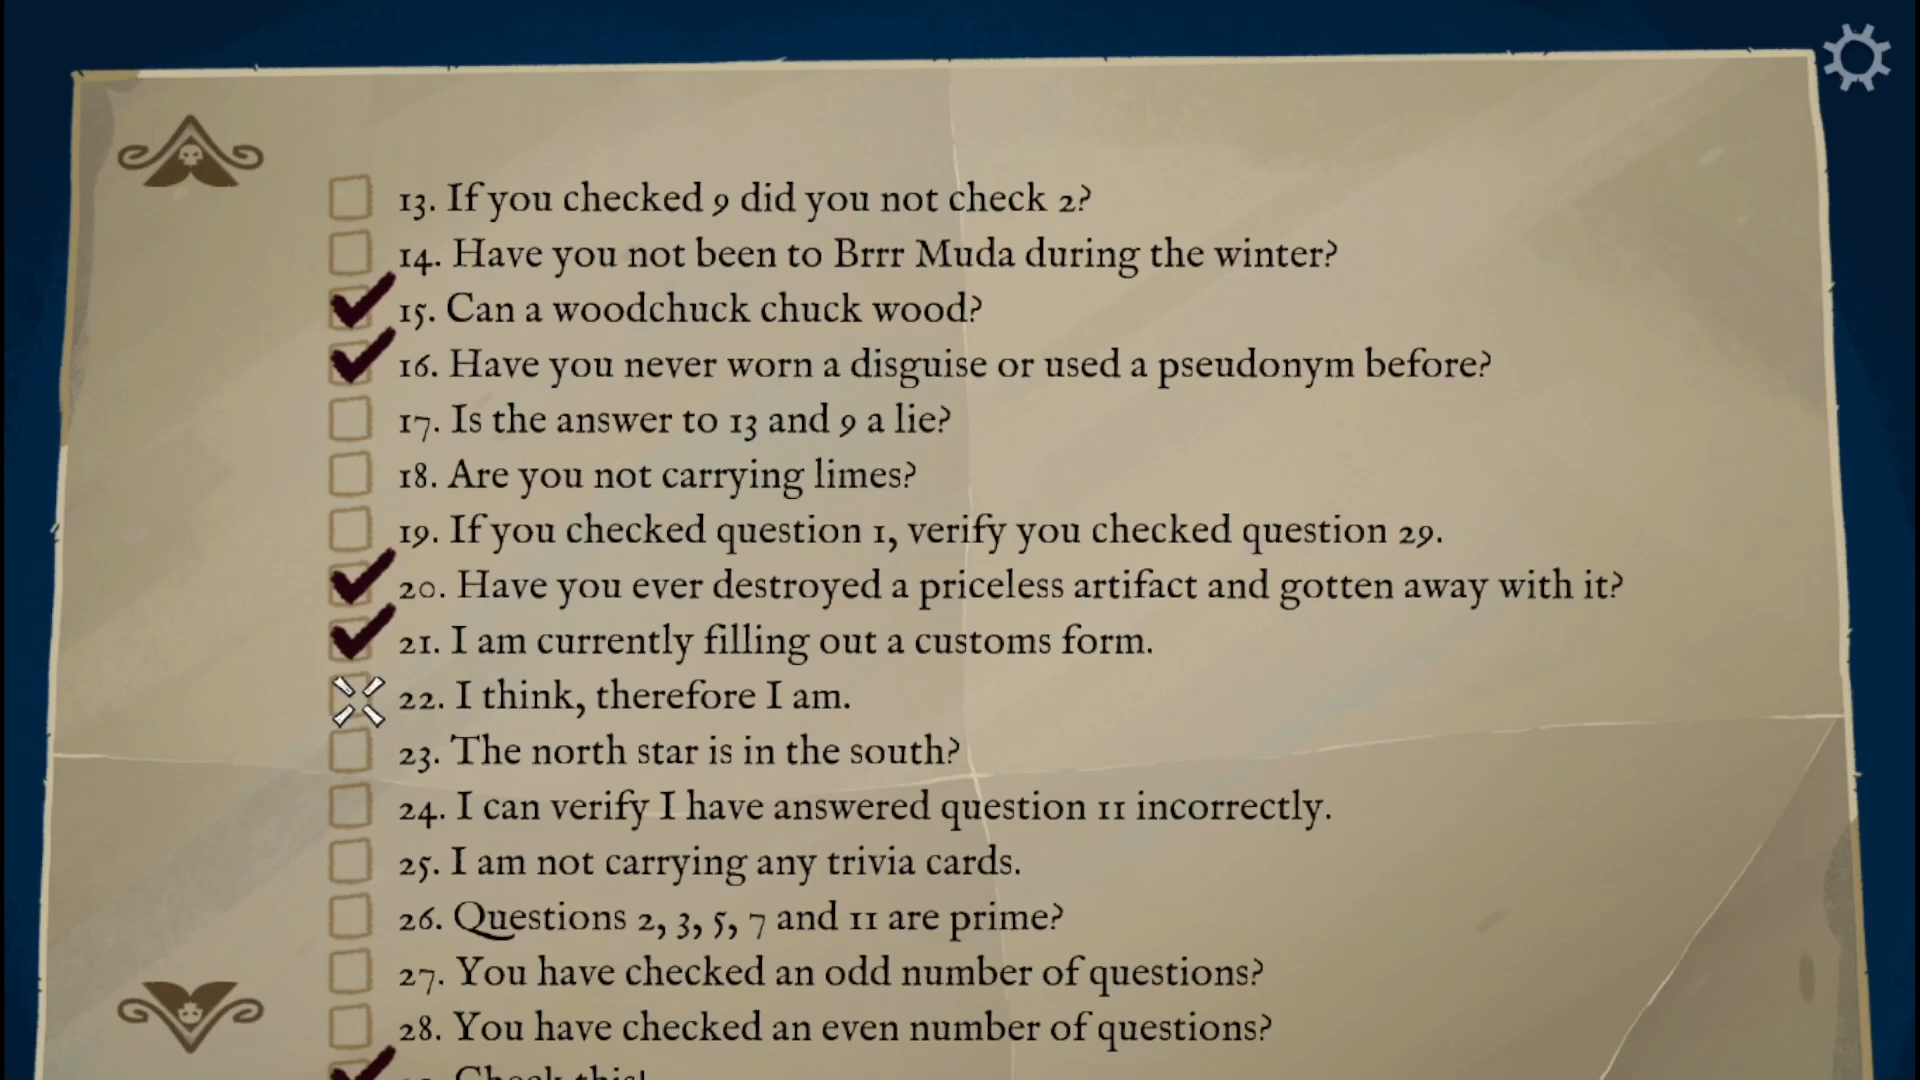 13. If you checked 9 did you not check 2?
14. Have you not been to Brrr Muda during the winter?
15. Can a woodchuck chuck wood?
16. Have you never worn a disguise or used a pseudonym before?
17. Is the answer to 13 and 9 a lie?
18. Are you not carrying limes?
19. If you checked question 1, verify you checked question 29.
20. Have you ever destroyed a priceless artifact and gotten away with it?
21. I am currently filling out a customs form.
22. I think, therefore I am.
23. The north star is in the south?
24. I can verify I have answered question 11 incorrectly.
25. I am not carrying any trivia cards.
26. Questions 2, 3, 5, 7 and 11 are prime?
27. You have checked an odd number of questions?
28. You have checked an even number of questions?
Check this!